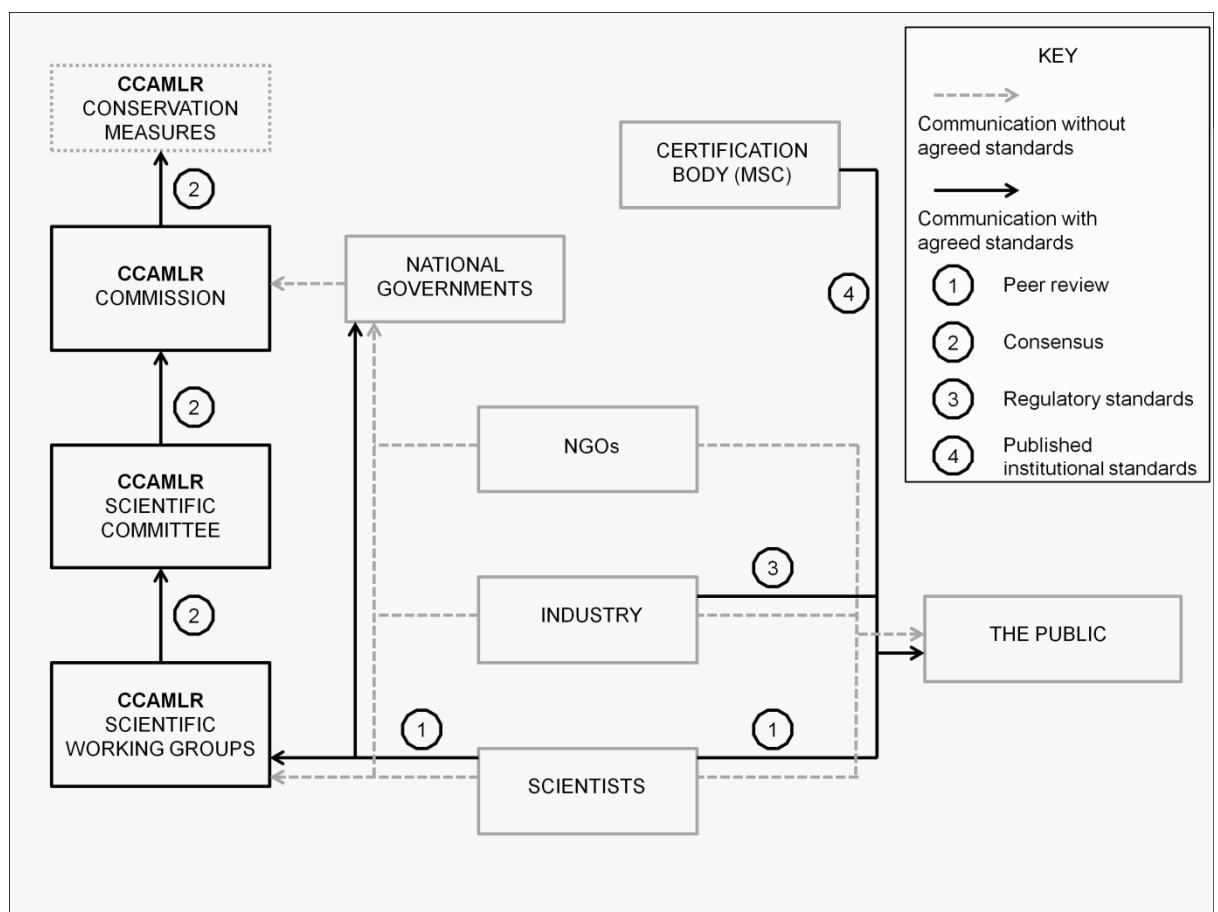 CCAMLR
CONSERVATION
MEASURES
2
CCAMLR
COMMISSION
2
CCAMLR
SCIENTIFIC
COMMITTEE
2
CCAMLR
SCIENTIFIC
WORKING GROUPS
NATIONAL
GOVERNMENTS
CERTIFICATION
BODY (MSC)
4
NGOs
INDUSTRY
3
SCIENTISTS
1
1
THE PUBLIC
KEY
Communication without
agreed standards
Communication with
agreed standards
1 Peer review
2 Consensus
3 Regulatory standards
4 Published
institutional standards